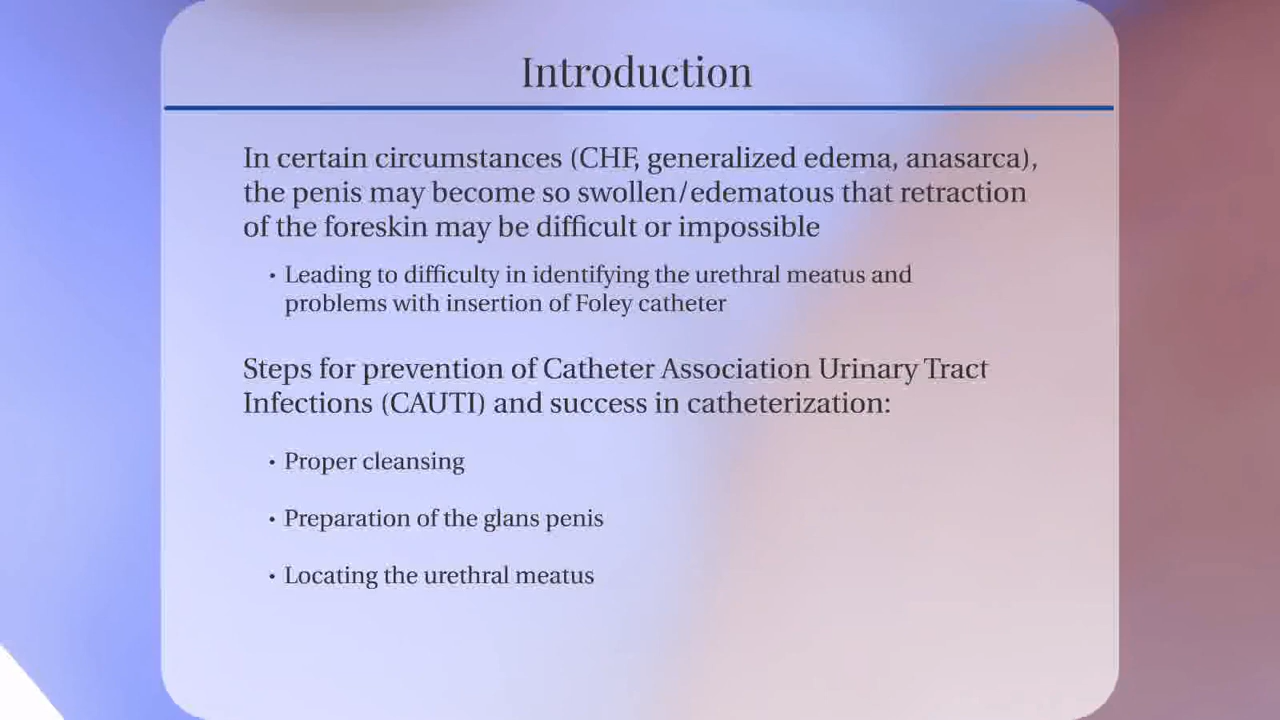 Introduction
In certain circumstances (CHF, generalized edema, anasarca),
the penis may become so swollen/edematous that retraction
of the foreskin may be difficult or impossible
• Leading to difficulty in identifying the urethral meatus and
problems with insertion of Foley catheter
Steps for prevention of Catheter Association Urinary Tract
Infections (CAUTI) and success in catheterization:
• Proper cleansing
• Preparation of the glans penis
• Locating the urethral meatus